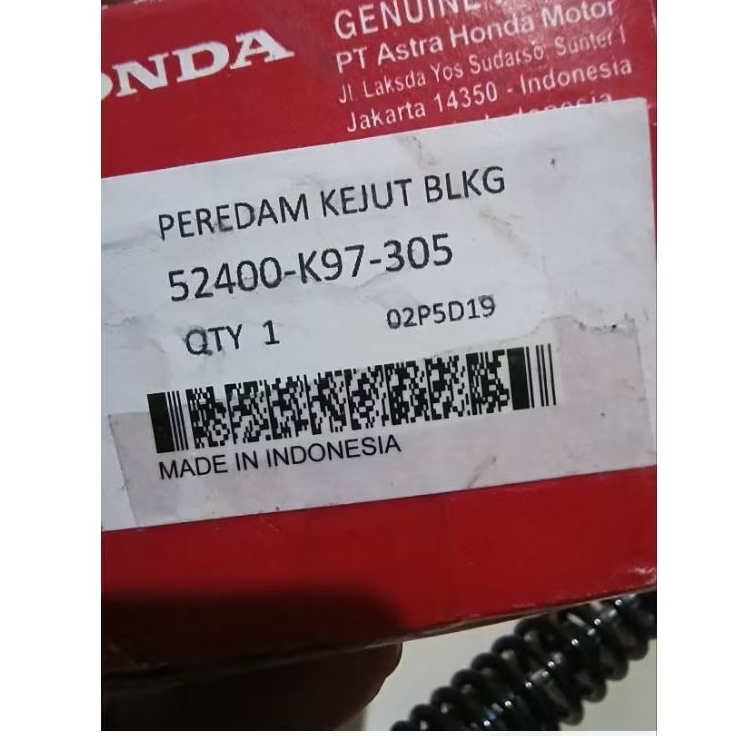 ONDA
GENUINE
PT Astra Honda Motor
Jl. Laksda Yos Sudarso, Sunter I
Jakarta 14350 - Indonesia
PEREDAM KEJUT BLKG
52400-K97-305
QTY 1
02P5D19
MADE IN INDONESIA